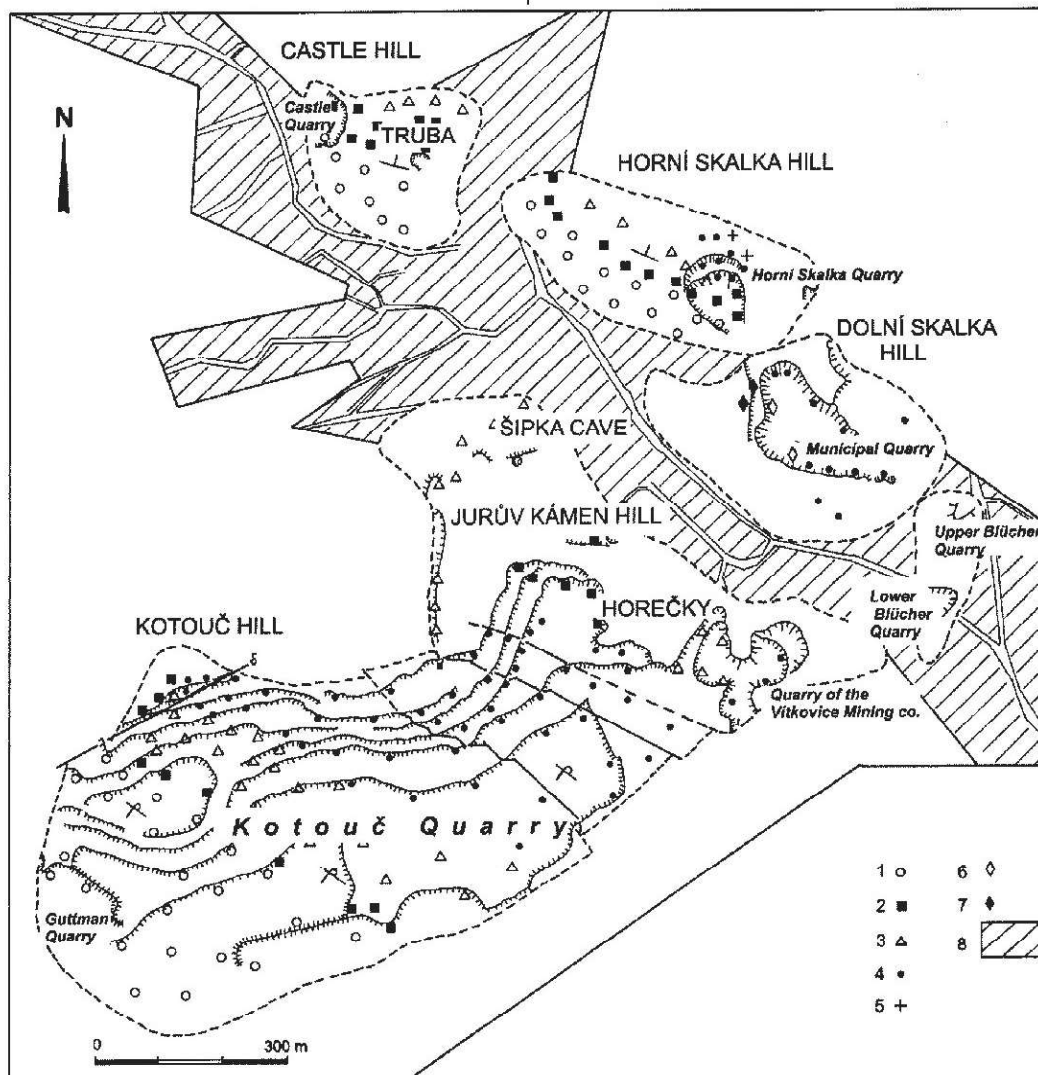 CASTLE HILL
N
Castle
Quarry
TRUBA
HORNÍ SKALKA HILL
Horní Skalka Quarry
DOLNÍ SKALKA
HILL
Municipal Quarry
ŠIPKA CAVE
JURŮV KÁMEN HILL
Upper Blücher
Quarry
Lower
Blücher
Quarry
HOREČKY
KOTOUČ HILL
Quarry of the
Vítkovice Mining co.
Kotouč Quarry
Guttman
Quarry
1
2
3
4
5
6
7
8
0 300 m